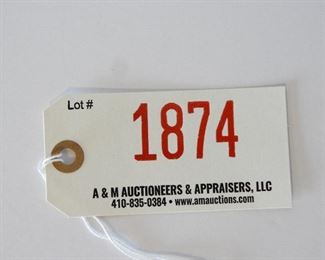 Lot #
1874
A & M AUCTIONEERS & APPRAISERS, LLC
410-835-0384 • www.amauctions.com